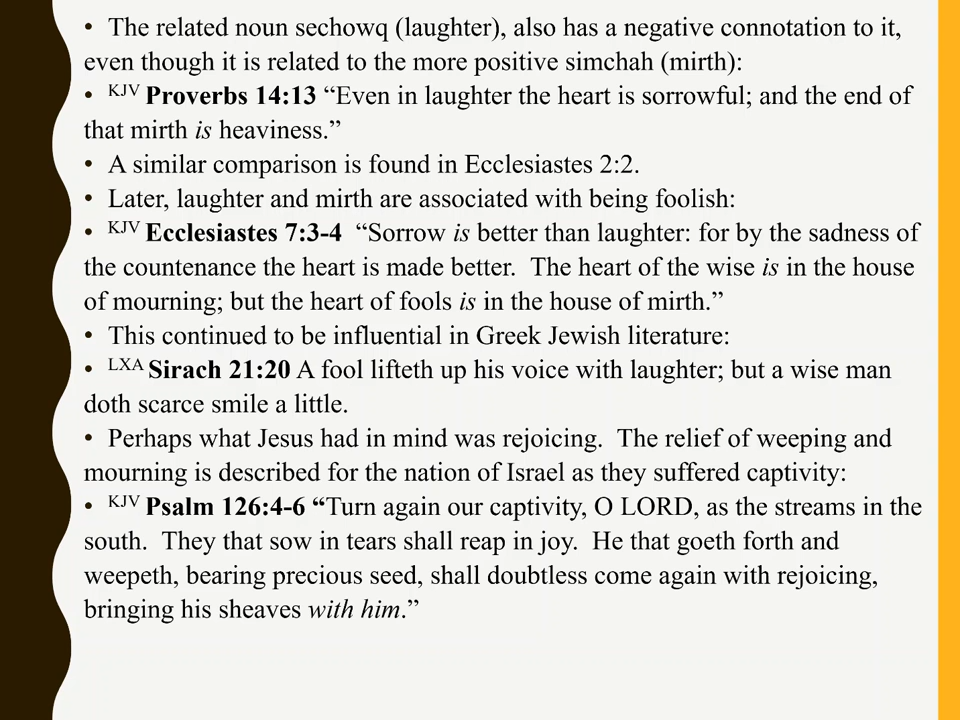 • The related noun sechowq (laughter), also has a negative connotation to it,
even though it is related to the more positive simchah (mirth):
• KJV Proverbs 14:13 “Even in laughter the heart is sorrowful; and the end of
that mirth is heaviness.”
• A similar comparison is found in Ecclesiastes 2:2.
• Later, laughter and mirth are associated with being foolish:
• KJV Ecclesiastes 7:3-4 “Sorrow is better than laughter: for by the sadness of
the countenance the heart is made better. The heart of the wise is in the house
of mourning; but the heart of fools is in the house of mirth.”
• This continued to be influential in Greek Jewish literature:
• LXA Sirach 21:20 A fool lifteth up his voice with laughter; but a wise man
doth scarce smile a little.
• Perhaps what Jesus had in mind was rejoicing. The relief of weeping and
mourning is described for the nation of Israel as they suffered captivity:
• KJV Psalm 126:4-6 “Turn again our captivity, O LORD, as the streams in the
south. They that sow in tears shall reap in joy. He that goeth forth and
weepeth, bearing precious seed, shall doubtless come again with rejoicing,
bringing his sheaves with him.”